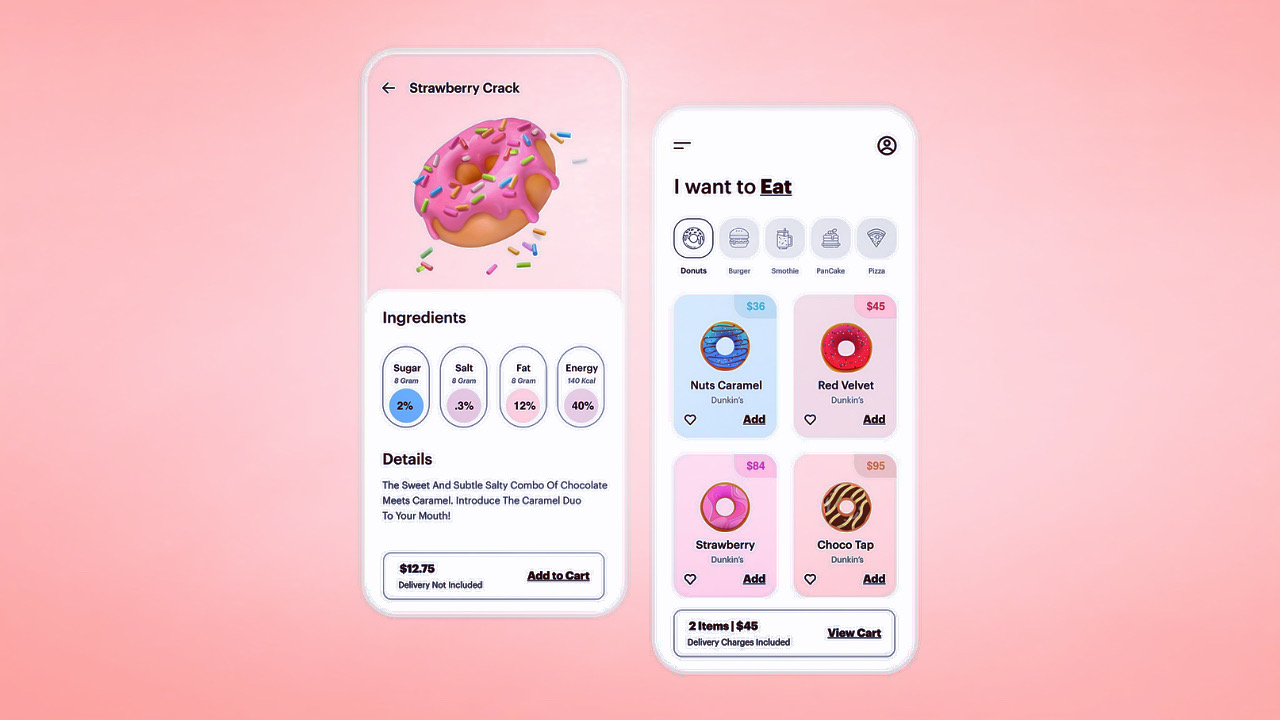 Strawberry Crack
Ingredients
Sugar
8 Gram
2%
Salt
8 Gram
.3%
Fat
8 Gram
12%
Energy
140 Kcal
40%
Details
The Sweet And Subtle Salty Combo Of Chocolate
Meets Caramel. Introduce The Caramel Duo
To Your Mouth!
$12.75
Delivery Not Included
Add to Cart
I want to Eat
Donuts
Burger
Smothie
PanCake
Pizza
$36
Nuts Caramel
Dunkin's
Add
$45
Red Velvet
Dunkin's
Add
$84
Strawberry
Dunkin's
Add
$95
Choco Tap
Dunkin's
Add
2 Items | $45
Delivery Charges Included
View Cart